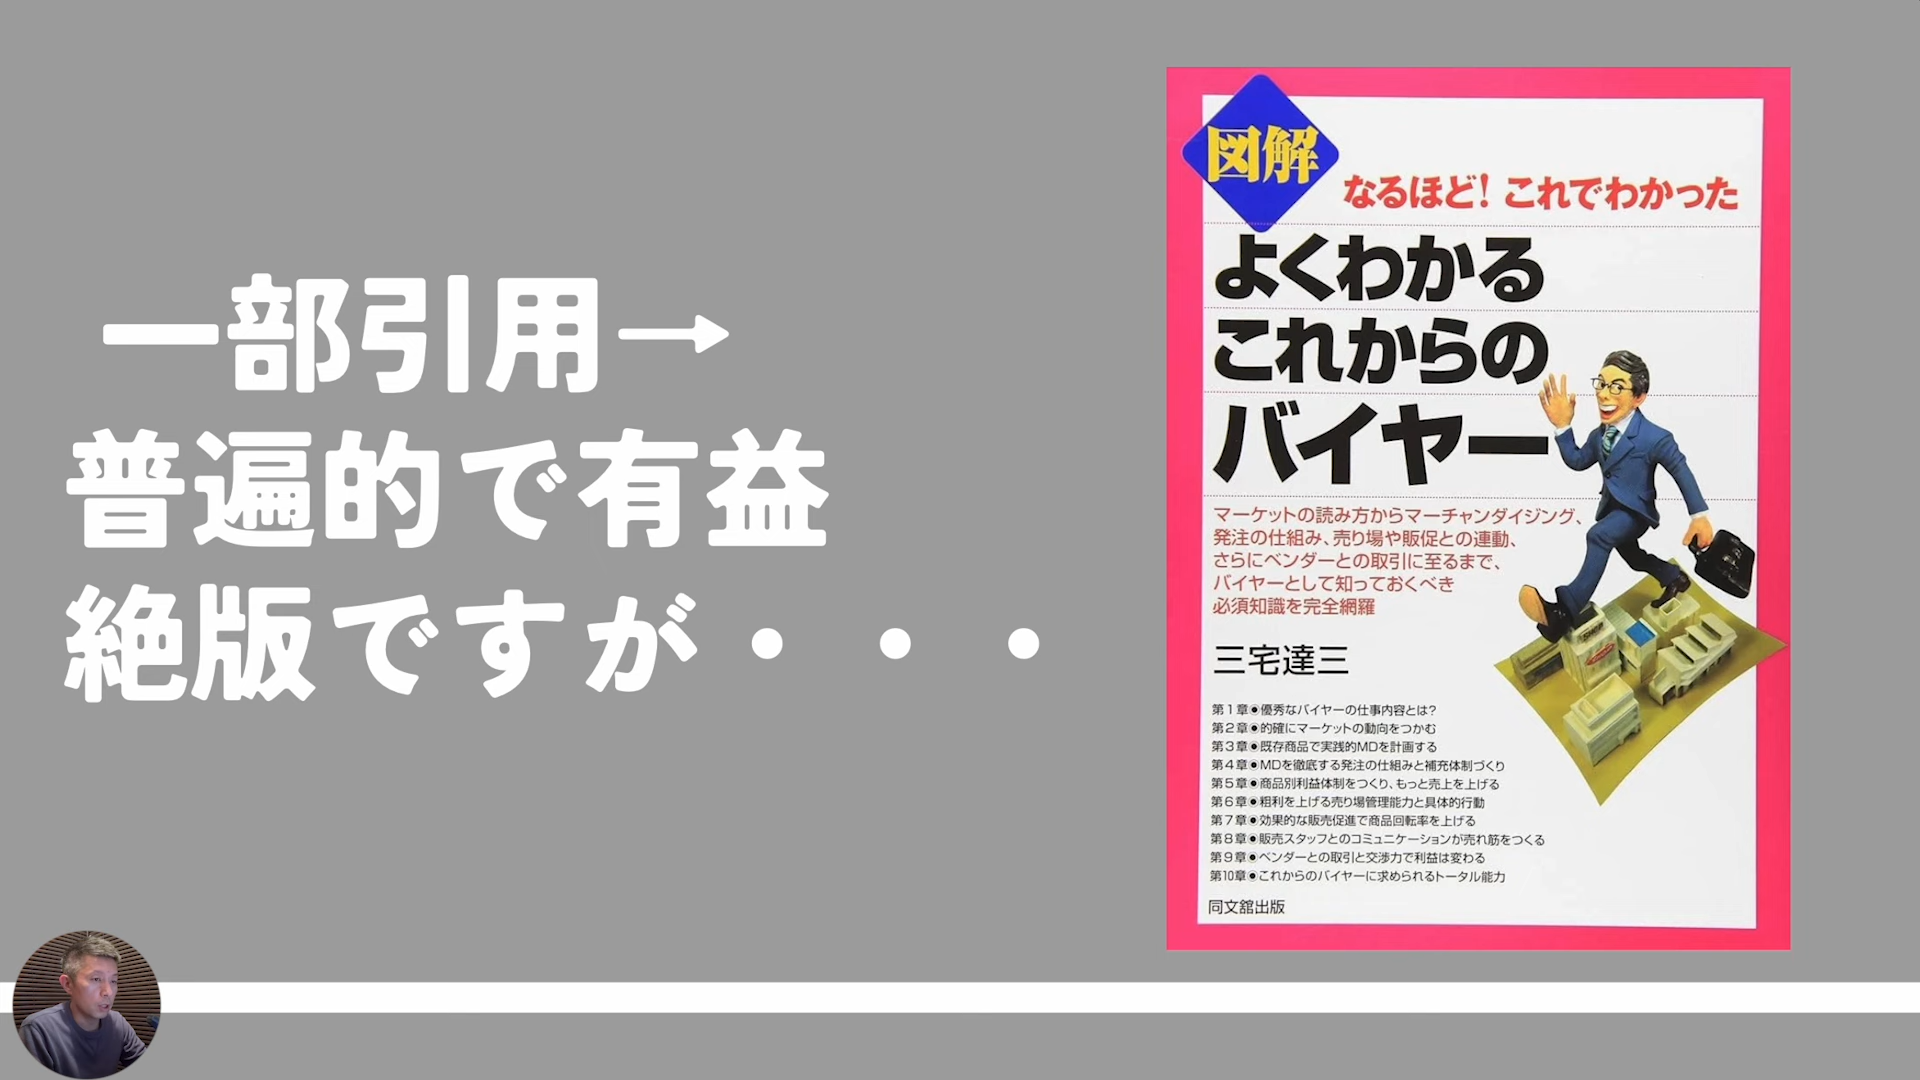 一部引用→
普遍的で有益
絶版ですが・・・
図解
なるほど！これでわかった
よくわかる
これからの
バイヤー
マーケットの読み方からマーチャンダイジング、
発注の仕組み、売り場や販促との連動、
さらにベンダーとの取引に至るまで、
バイヤーとして知っておくべき
必須知識を完全網羅
三宅達三
第1章◉優秀なバイヤーの仕事内容とは？
第2章◉的確にマーケットの動向をつかむ
第3章◉既存商品で実践的MDを計画する
第4章◉MDを徹底する発注の仕組みと補充体制づくり
第5章◉商品別利益体制をつくり、もっと売上を上げる
第6章◉粗利を上げる売り場管理能力と具体的行動
第7章◉効果的な販売促進で商品回転率を上げる
第8章◉販売スタッフとのコミュニケーションが売れ筋をつくる
第9章◉ベンダーとの取引と交渉力で利益は変わる
第10章◉これからのバイヤーに求められるトータル能力
同文舘出版